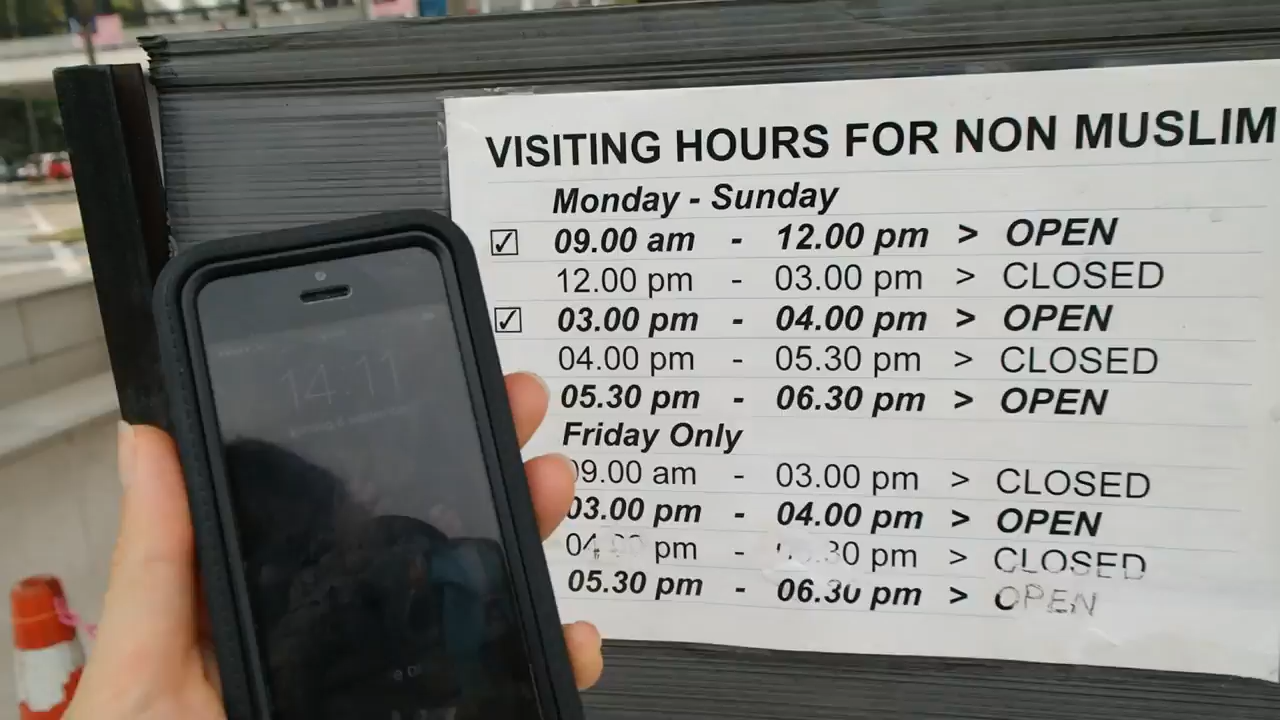 VISITING HOURS FOR NON MUSLIM
Monday - Sunday
☑ 09.00 am - 12.00 pm > OPEN
12.00 pm - 03.00 pm > CLOSED
☑ 03.00 pm - 04.00 pm > OPEN
04.00 pm - 05.30 pm > CLOSED
05.30 pm - 06.30 pm > OPEN
Friday Only
09.00 am - 03.00 pm > CLOSED
03.00 pm - 04.00 pm > OPEN
04 pm - .30 pm > CLOSED
05.30 pm - 06.30 pm > OPEN
14 11